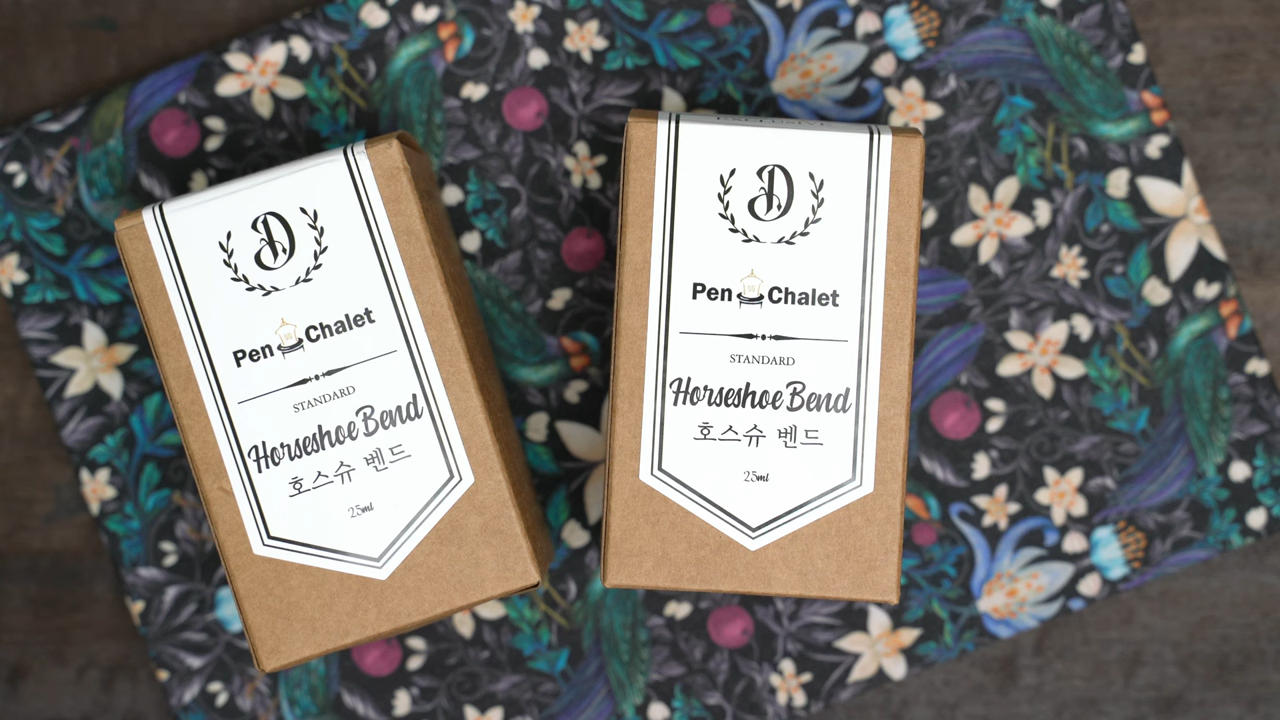 D
Pen Chalet
STANDARD
Horseshoe Bend
호스슈 벤드
25ml
D
Pen Chalet
STANDARD
Horseshoe Bend
호스슈 벤드
25ml